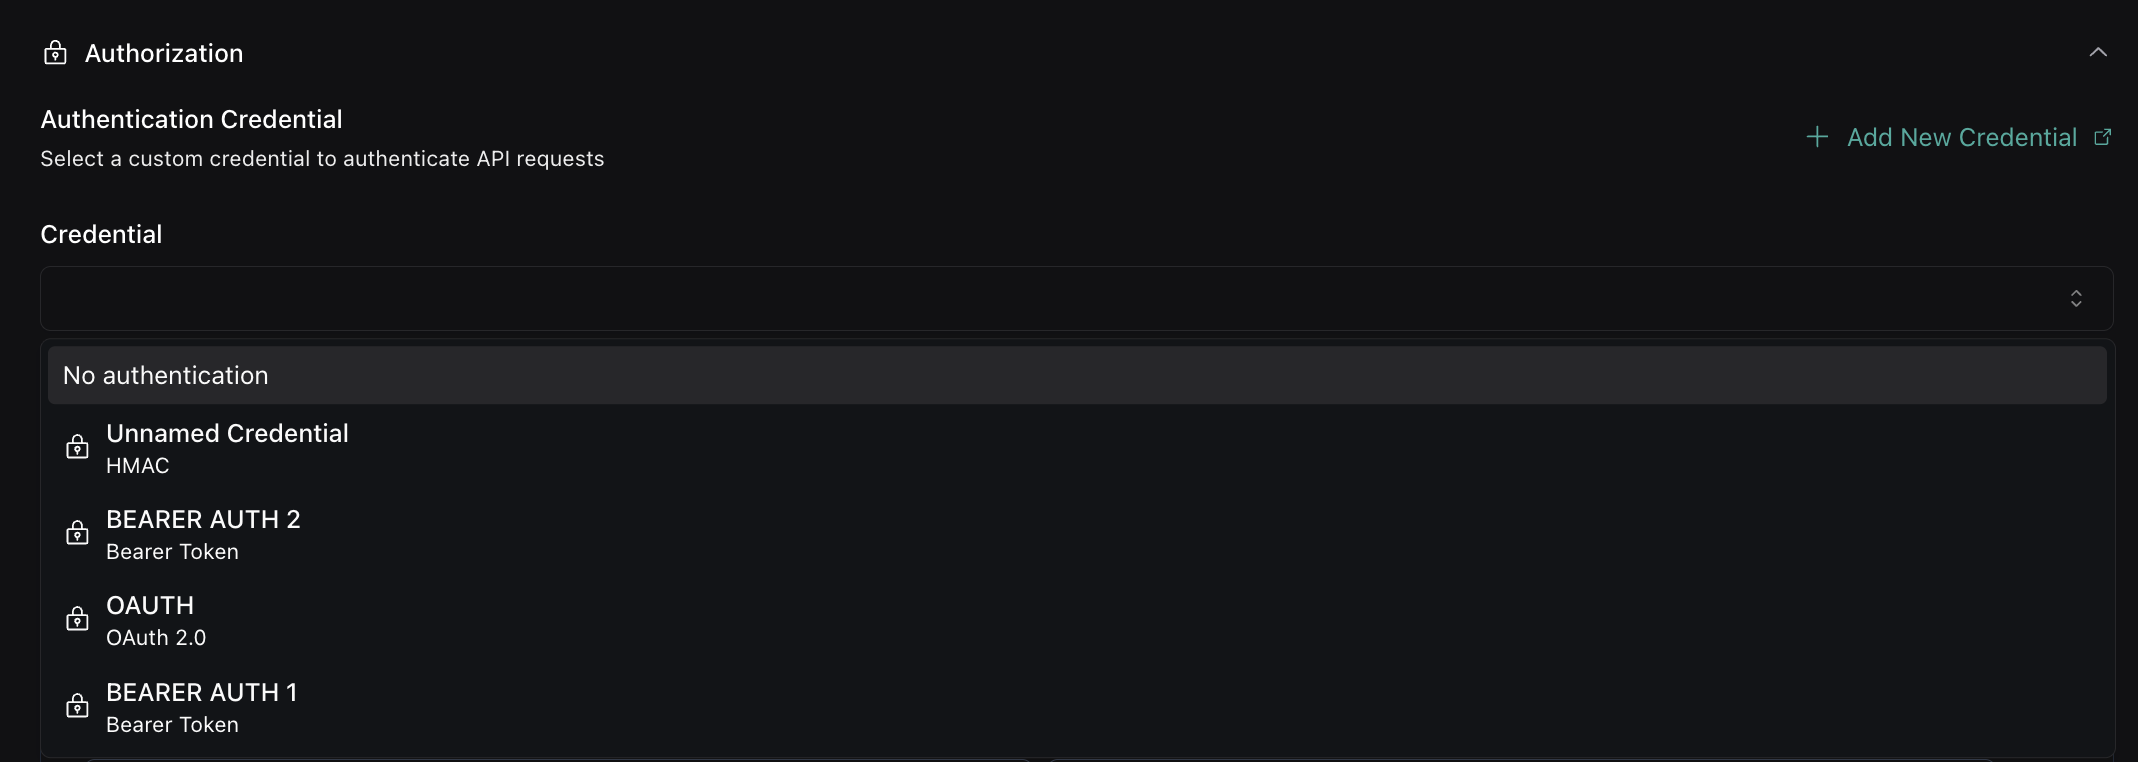 Authorization
Authentication Credential
Select a custom credential to authenticate API requests
Add New Credential
Credential
No authentication
Unnamed Credential
HMAC
BEARER AUTH 2
Bearer Token
OAUTH
OAuth 2.0
BEARER AUTH 1
Bearer Token